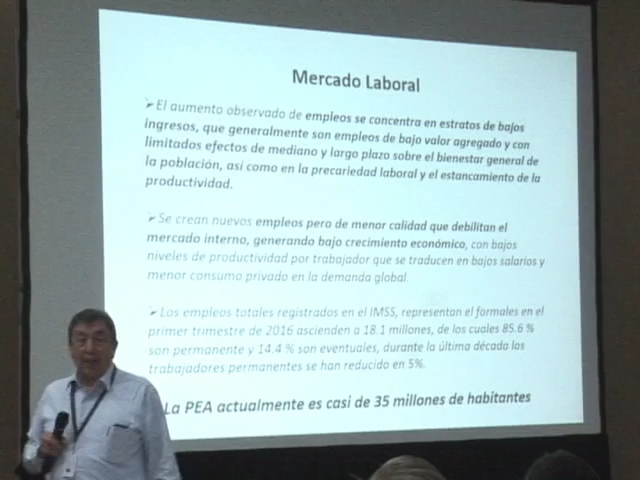 Mercado Laboral
➢El aumento observado de empleos se concentra en estratos de bajos
ingresos, que generalmente son empleos de bajo valor agregado y con
limitados efectos de mediano y largo plazo sobre el bienestar general de
la población, así como en la precariedad laboral y el estancamiento de la
productividad.
➢Se crean nuevos empleos pero de menor calidad que debilitan el
mercado interno, generando bajo crecimiento económico, con bajos
niveles de productividad por trabajador que se traducen en bajos salarios y
menor consumo privado en la demanda global.
➢ Los empleos totales registrados en el IMSS, representan el formales en el
primer trimestre de 2016 ascienden a 18.1 millones, de los cuales 85.6 %
son permanente y 14.4 % son eventuales, durante la última década los
trabajadores permanentes se han reducido en 5%.
La PEA actualmente es casi de 35 millones de habitantes